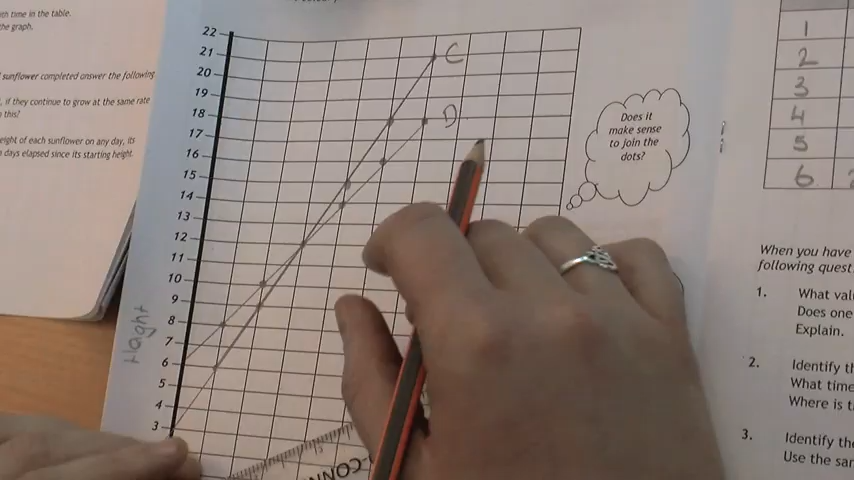 ith time in the table.
the graph.
sunflower completed answer the following
, if they continue to grow at the same rate
this?
eight of each sunflower on any day, its
days elapsed since its starting height.
22
21
20
19
18
17
16
15
14
13
12
11
10
9
8
7
6
5
4
3
Height
C
D
Does it
make sense
to join the
dots?
1
2
3
4
5
6
When you have
following quest
1. What val
Does one
Explain.
2. Identify th
What time
Where is t
3. Identify the
Use the sar